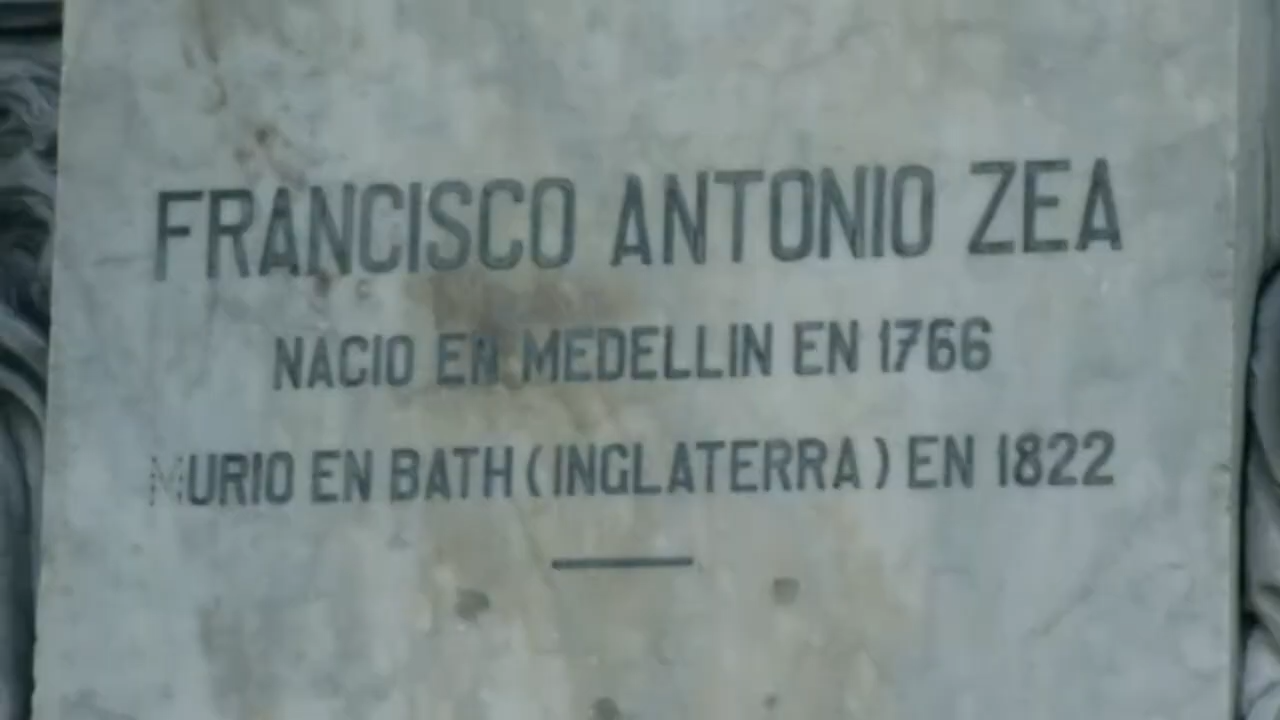 FRANCISCO ANTONIO ZEA
NACIO EN MEDELLIN EN 1766
MURIO EN BATH (INGLATERRA) EN 1822